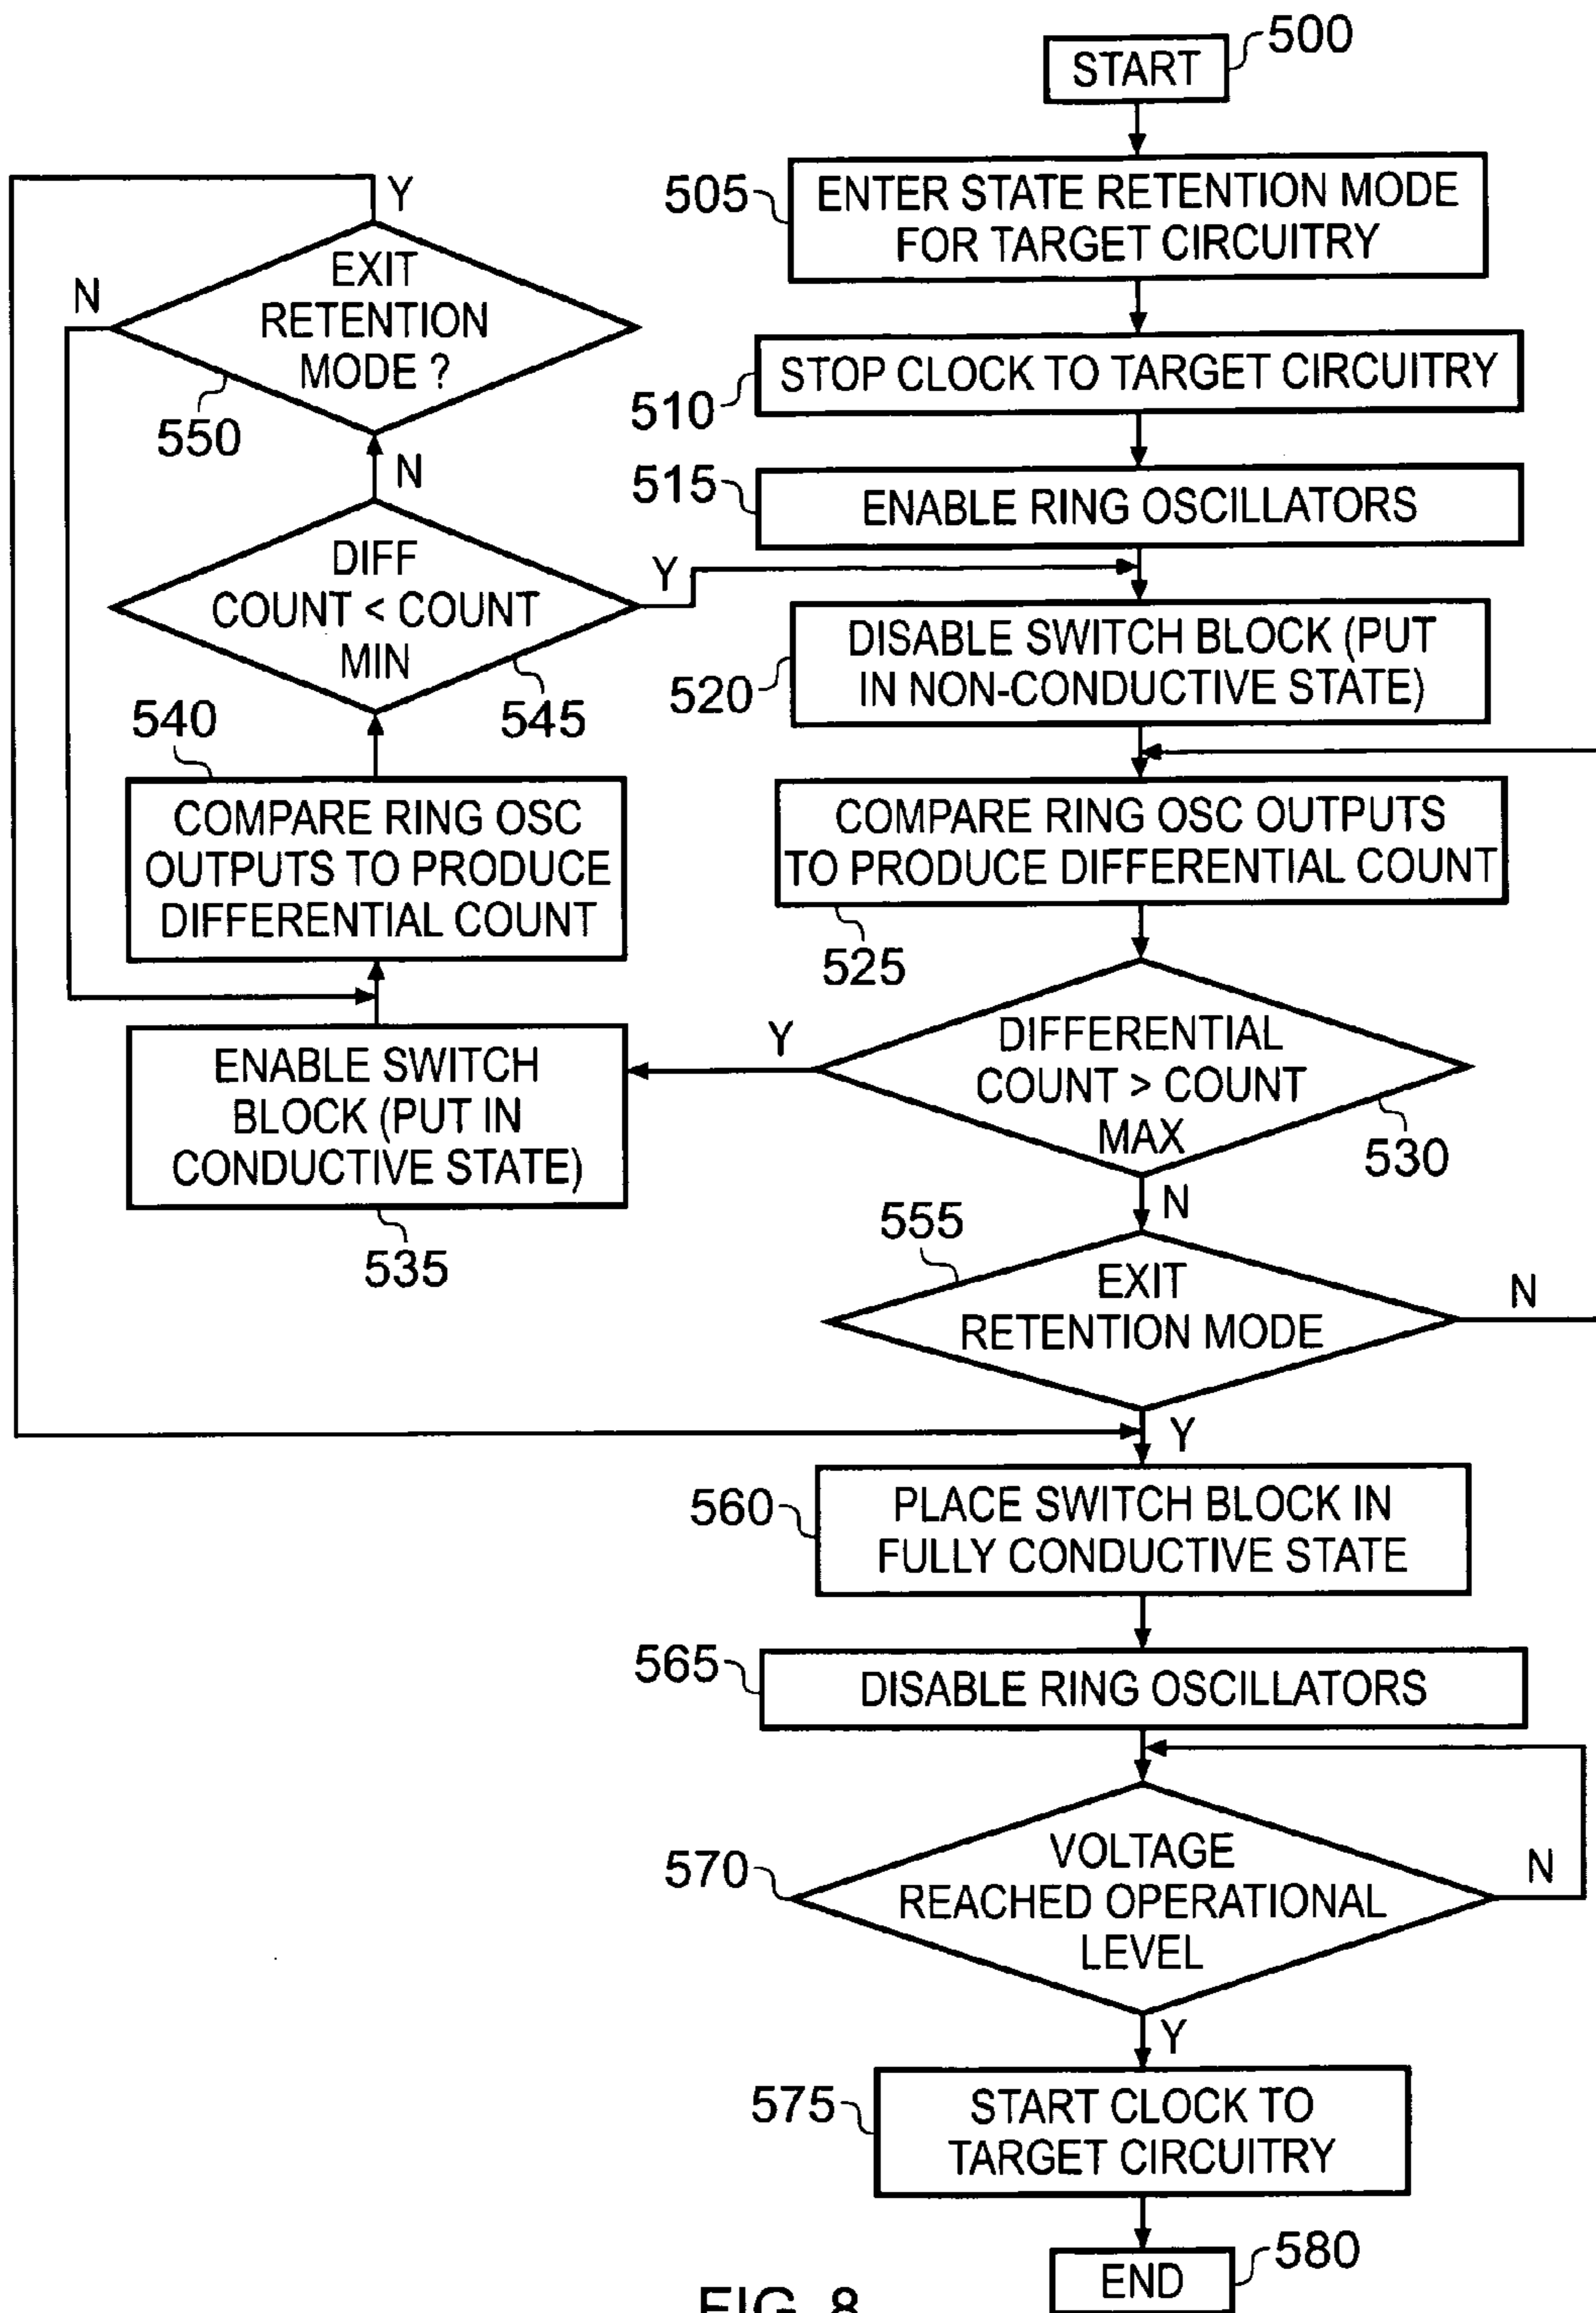 START
500
505
ENTER STATE RETENTION MODE
FOR TARGET CIRCUITRY
510
STOP CLOCK TO TARGET CIRCUITRY
515
ENABLE RING OSCILLATORS
520
DISABLE SWITCH BLOCK (PUT
IN NON-CONDUCTIVE STATE)
COMPARE RING OSC OUTPUTS
TO PRODUCE DIFFERENTIAL COUNT
525
DIFFERENTIAL
COUNT > COUNT
MAX
530
Y
N
ENABLE SWITCH
BLOCK (PUT IN
CONDUCTIVE STATE)
535
540
COMPARE RING OSC
OUTPUTS TO PRODUCE
DIFFERENTIAL COUNT
DIFF
COUNT < COUNT
MIN
545
Y
N
EXIT
RETENTION
MODE ?
550
Y
N
555
EXIT
RETENTION MODE
N
Y
560
PLACE SWITCH BLOCK IN
FULLY CONDUCTIVE STATE
565
DISABLE RING OSCILLATORS
570
VOLTAGE
REACHED OPERATIONAL
LEVEL
N
Y
575
START CLOCK TO
TARGET CIRCUITRY
END
580
FIG. 8